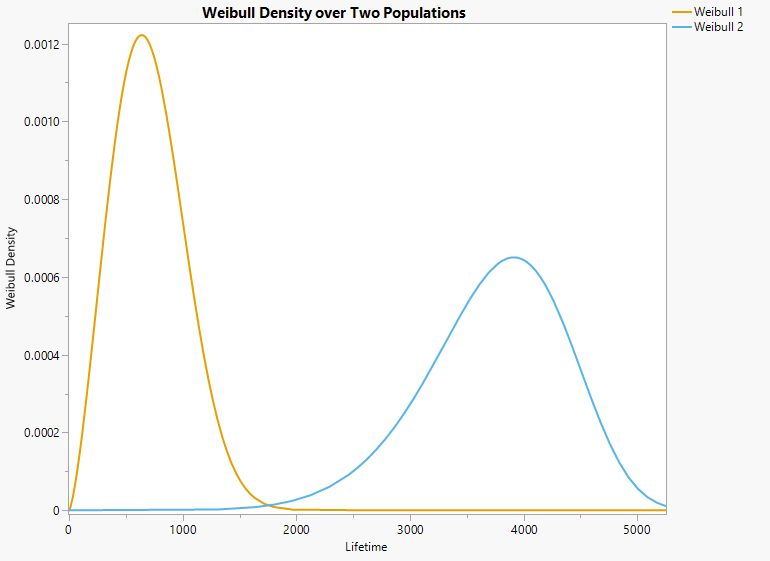 Weibull Density over Two Populations
Weibull 1
Weibull 2
0.0012
0.0010
0.0008
0.0006
0.0004
0.0002
0
Weibull Density
0 1000 2000 3000 4000 5000
Lifetime